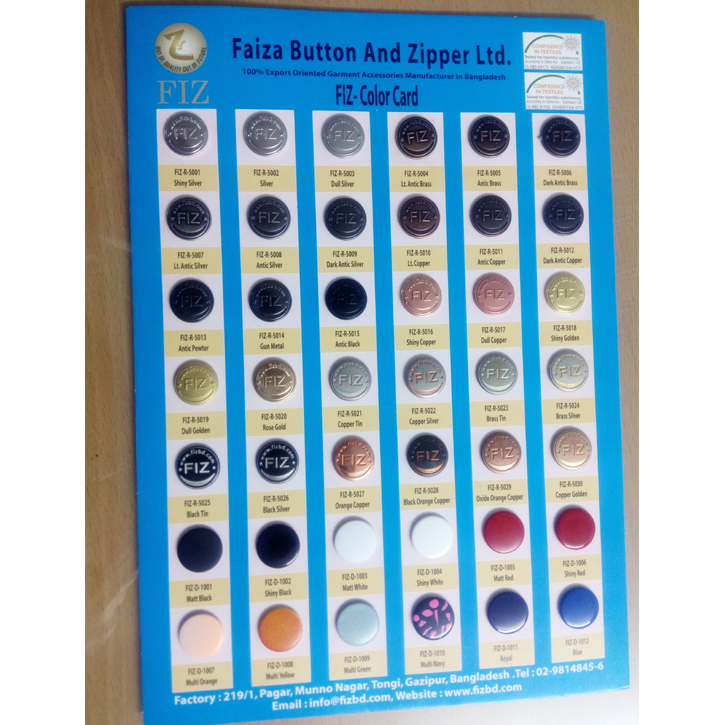 Faiza Button And Zipper Ltd.
100% Export Oriented Garment Accessories Manufacturer in Bangladesh
FIZ
FIZ- Color Card
CONFIDENCE
IN TEXTILES
CONFIDENCE
IN TEXTILES
FIZ-R-5001
Shiny Silver
FIZ-R-5002
Silver
FIZ-R-5003
Dull Silver
FIZ-R-5004
Lt. Antic Brass
FIZ-R-5005
Antic Brass
FIZ-R-5006
Dark Antic Brass
FIZ-R-5007
Lt. Antic Silver
FIZ-R-5008
Antic Silver
FIZ-R-5009
Dark Antic Silver
FIZ-R-5010
Lt. Copper
FIZ-R-5011
Antic Copper
FIZ-R-5012
Dark Antic Copper
FIZ-R-5013
Antic Pewter
FIZ-R-5014
Gun Metal
FIZ-R-5015
Antic Black
FIZ-R-5016
Shiny Copper
FIZ-R-5017
Dull Copper
FIZ-R-5018
Shiny Golden
FIZ-R-5019
Dull Golden
FIZ-R-5020
Rose Gold
FIZ-R-5021
Copper Tin
FIZ-R-5022
Copper Silver
FIZ-R-5023
Brass Tin
FIZ-R-5024
Brass Silver
FIZ-R-5025
Black Tin
FIZ-R-5026
Black Silver
FIZ-R-5027
Orange Copper
FIZ-R-5028
Black Orange Copper
FIZ-R-5029
Oxide Orange Copper
FIZ-R-5030
Copper Golden
FIZ-D-1001
Matt Black
FIZ-D-1002
Shiny Black
FIZ-D-1003
Matt White
FIZ-D-1004
Shiny White
FIZ-D-1005
Matt Red
FIZ-D-1006
Shiny Red
FIZ-D-1007
Multi Orange
FIZ-D-1008
Multi Yellow
FIZ-D-1009
Multi Green
FIZ-D-1010
Multi Navy
FIZ-D-1011
Royal
FIZ-D-1012
Blue
Factory : 219/1, Pagar, Munno Nagar, Tongi, Gazipur, Bangladesh .Tel : 02-9814845-6
Email : info@fizbd.com, Website : www.fizbd.com